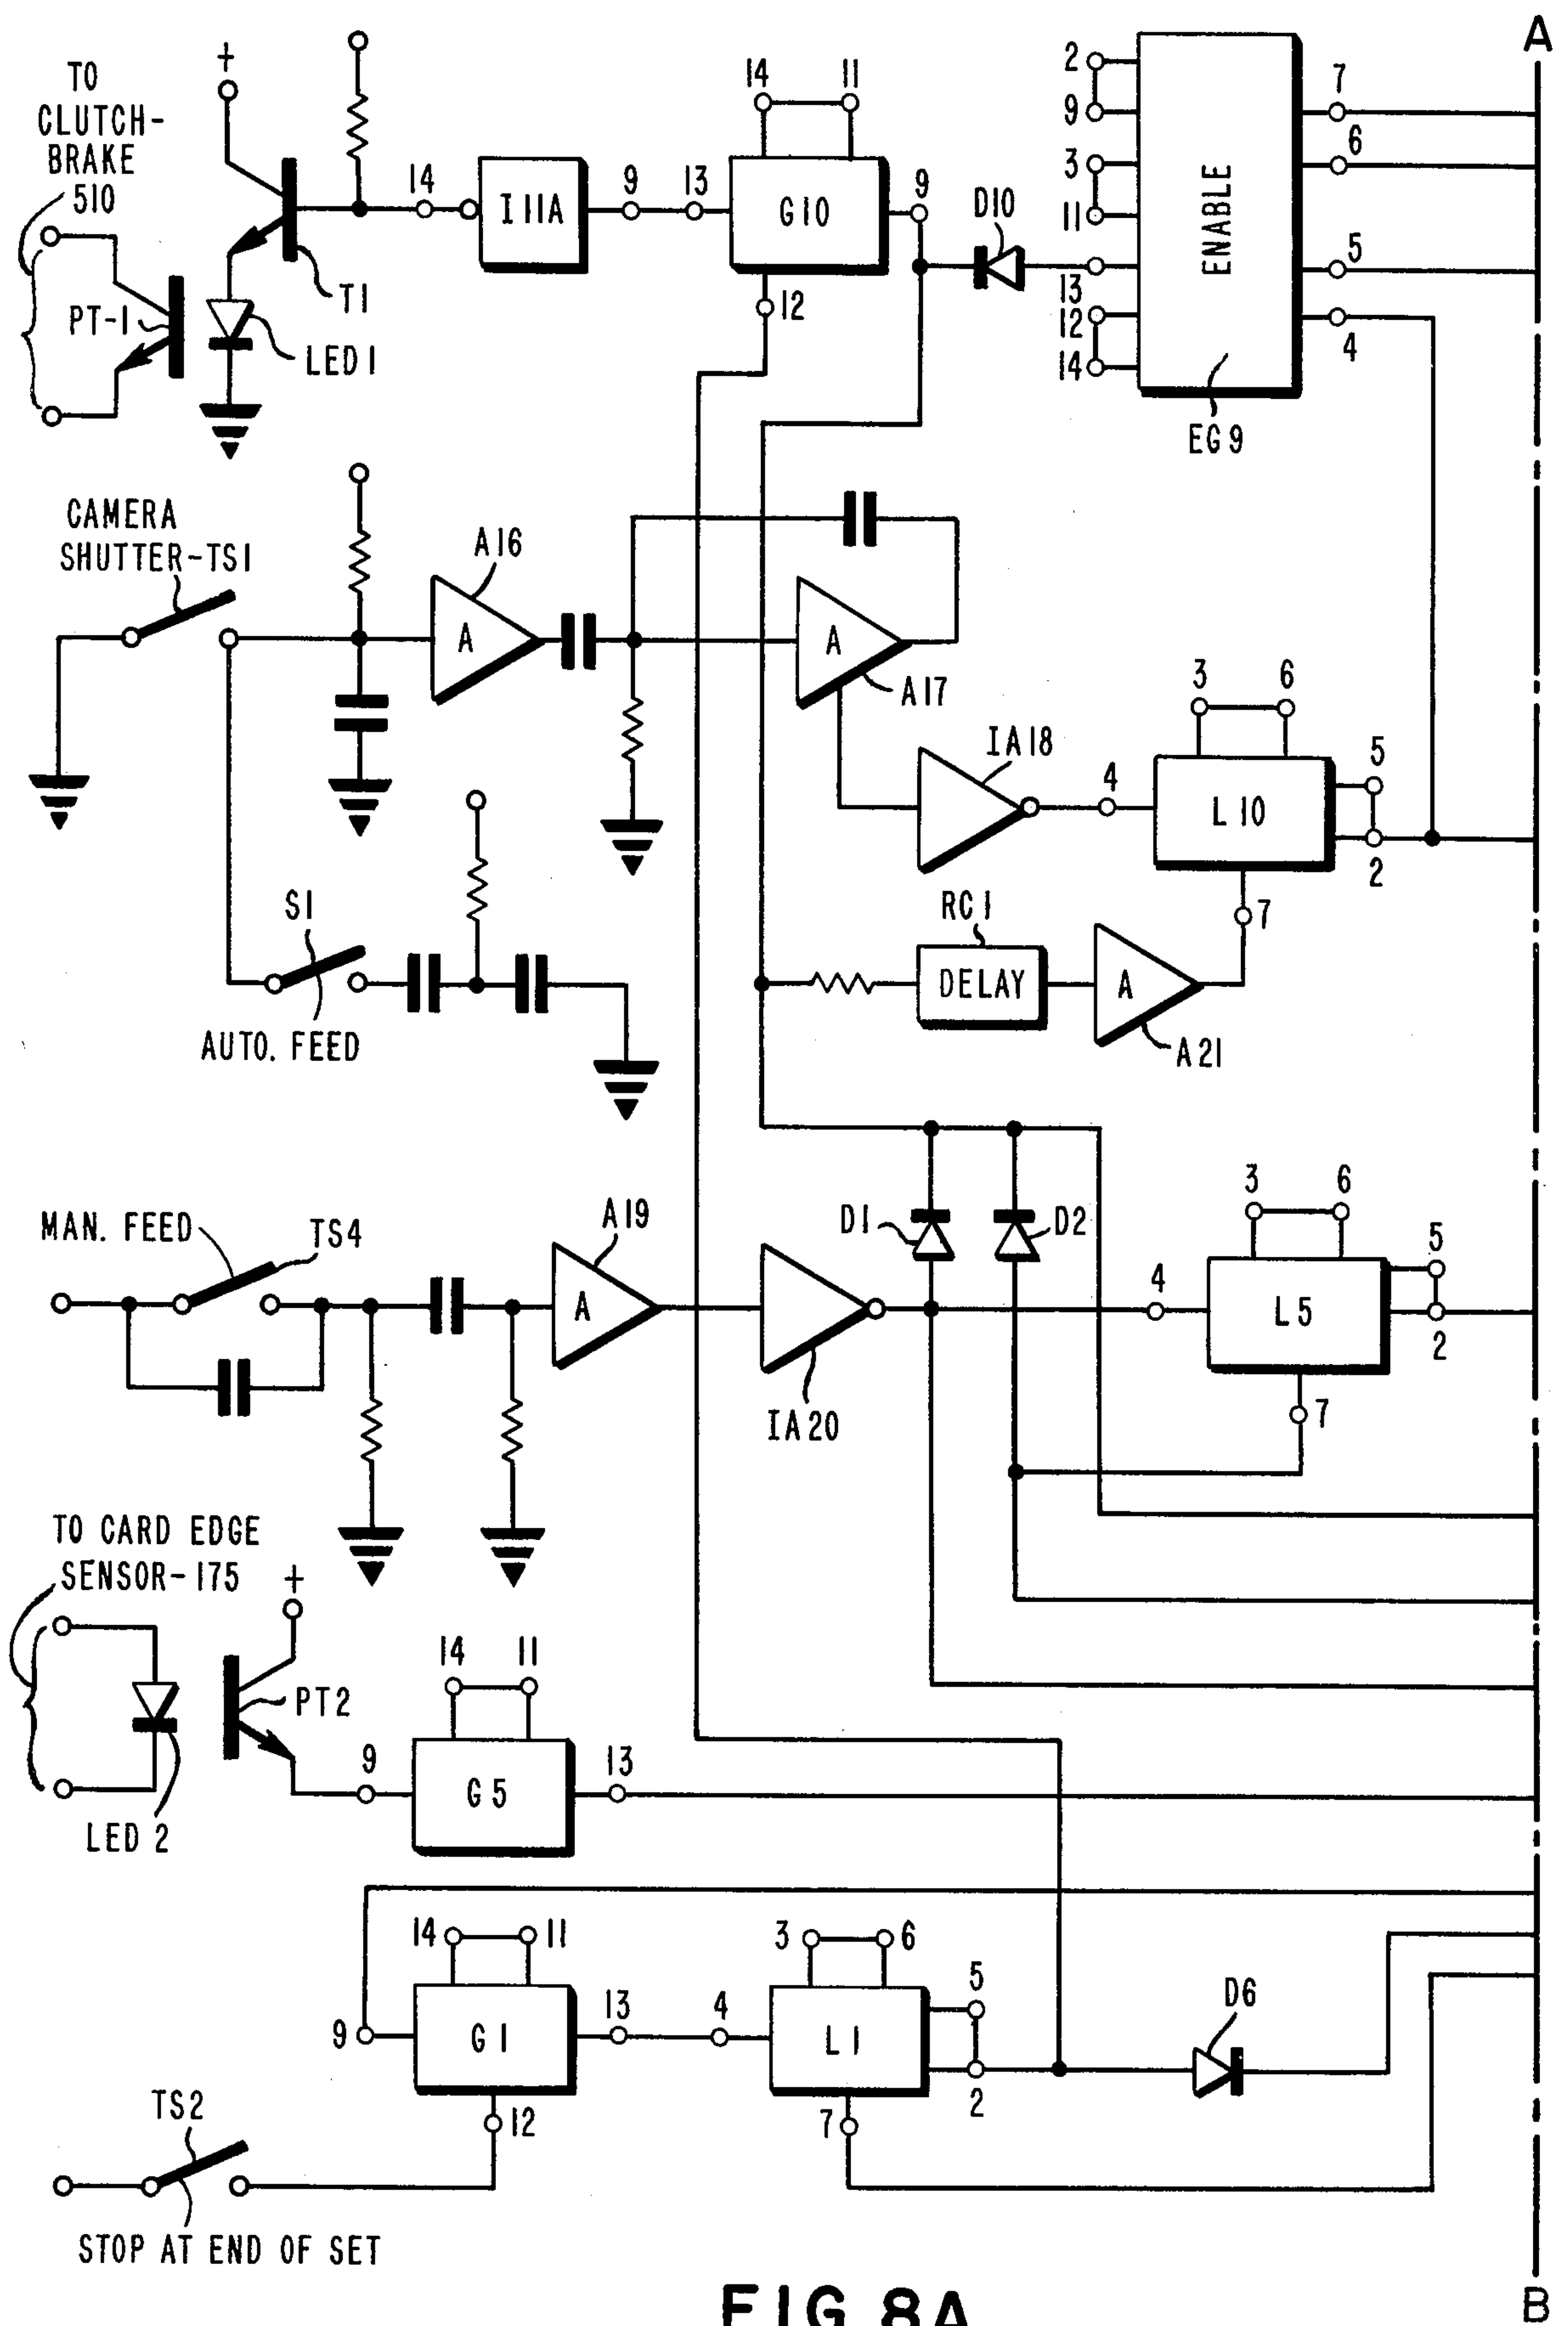 A
+
TO
CLUTCH-
BRAKE
510
PT-1
T1
LED1
14
I11A
9
13
14
11
G10
9
12
D10
2
9
3
11
13
12
14
ENABLE
7
6
5
4
EG9
CAMERA
SHUTTER-TS1
A16
A
A
A17
IA18
4
3
6
L10
5
2
7
S1
AUTO. FEED
RC1
DELAY
A
A21
MAN. FEED
TS4
A19
A
IA20
D1
D2
4
3
6
L5
5
2
7
TO CARD EDGE
SENSOR-175
+
PT2
LED 2
9
14
11
G5
13
14
11
9
G1
13
12
4
3
6
L1
5
2
7
D6
TS2
STOP AT END OF SET
FIG 8A
B